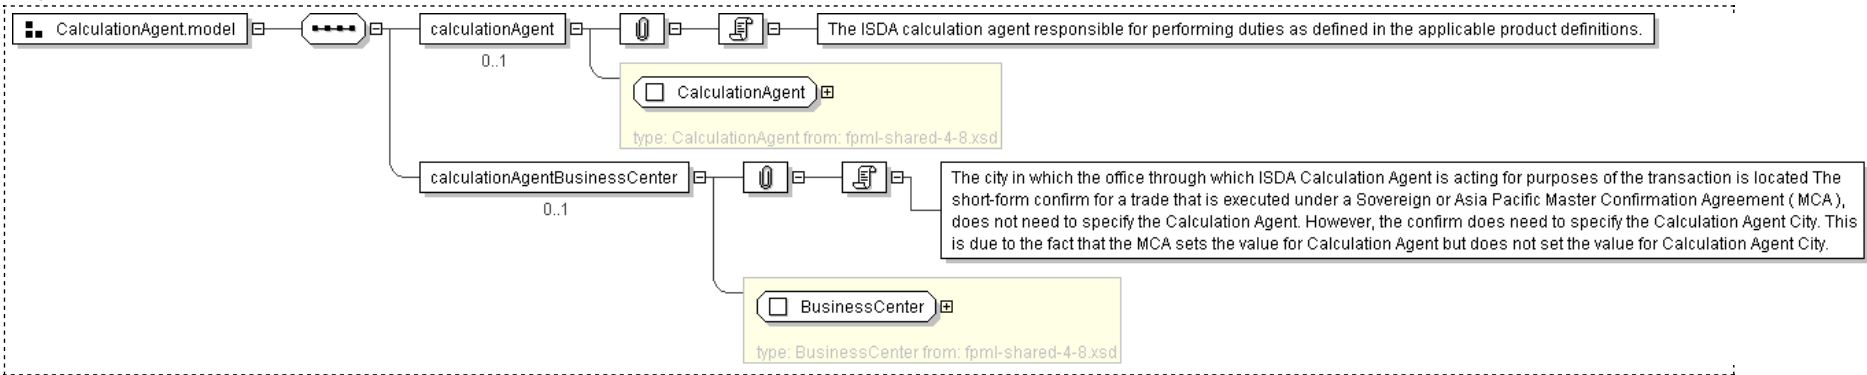 CalculationAgent.model
calculationAgent
The ISDA calculation agent responsible for performing duties as defined in the applicable product definitions.
0..1
CalculationAgent
type: CalculationAgent from: fpml-shared-4-8.xsd
calculationAgentBusinessCenter
0..1
The city in which the office through which ISDA Calculation Agent is acting for purposes of the transaction is located The
short-form confirm for a trade that is executed under a Sovereign or Asia Pacific Master Confirmation Agreement ( MCA ),
does not need to specify the Calculation Agent. However, the confirm does need to specify the Calculation Agent City. This
is due to the fact that the MCA sets the value for Calculation Agent but does not set the value for Calculation Agent City.
BusinessCenter
type: BusinessCenter from: fpml-shared-4-8.xsd